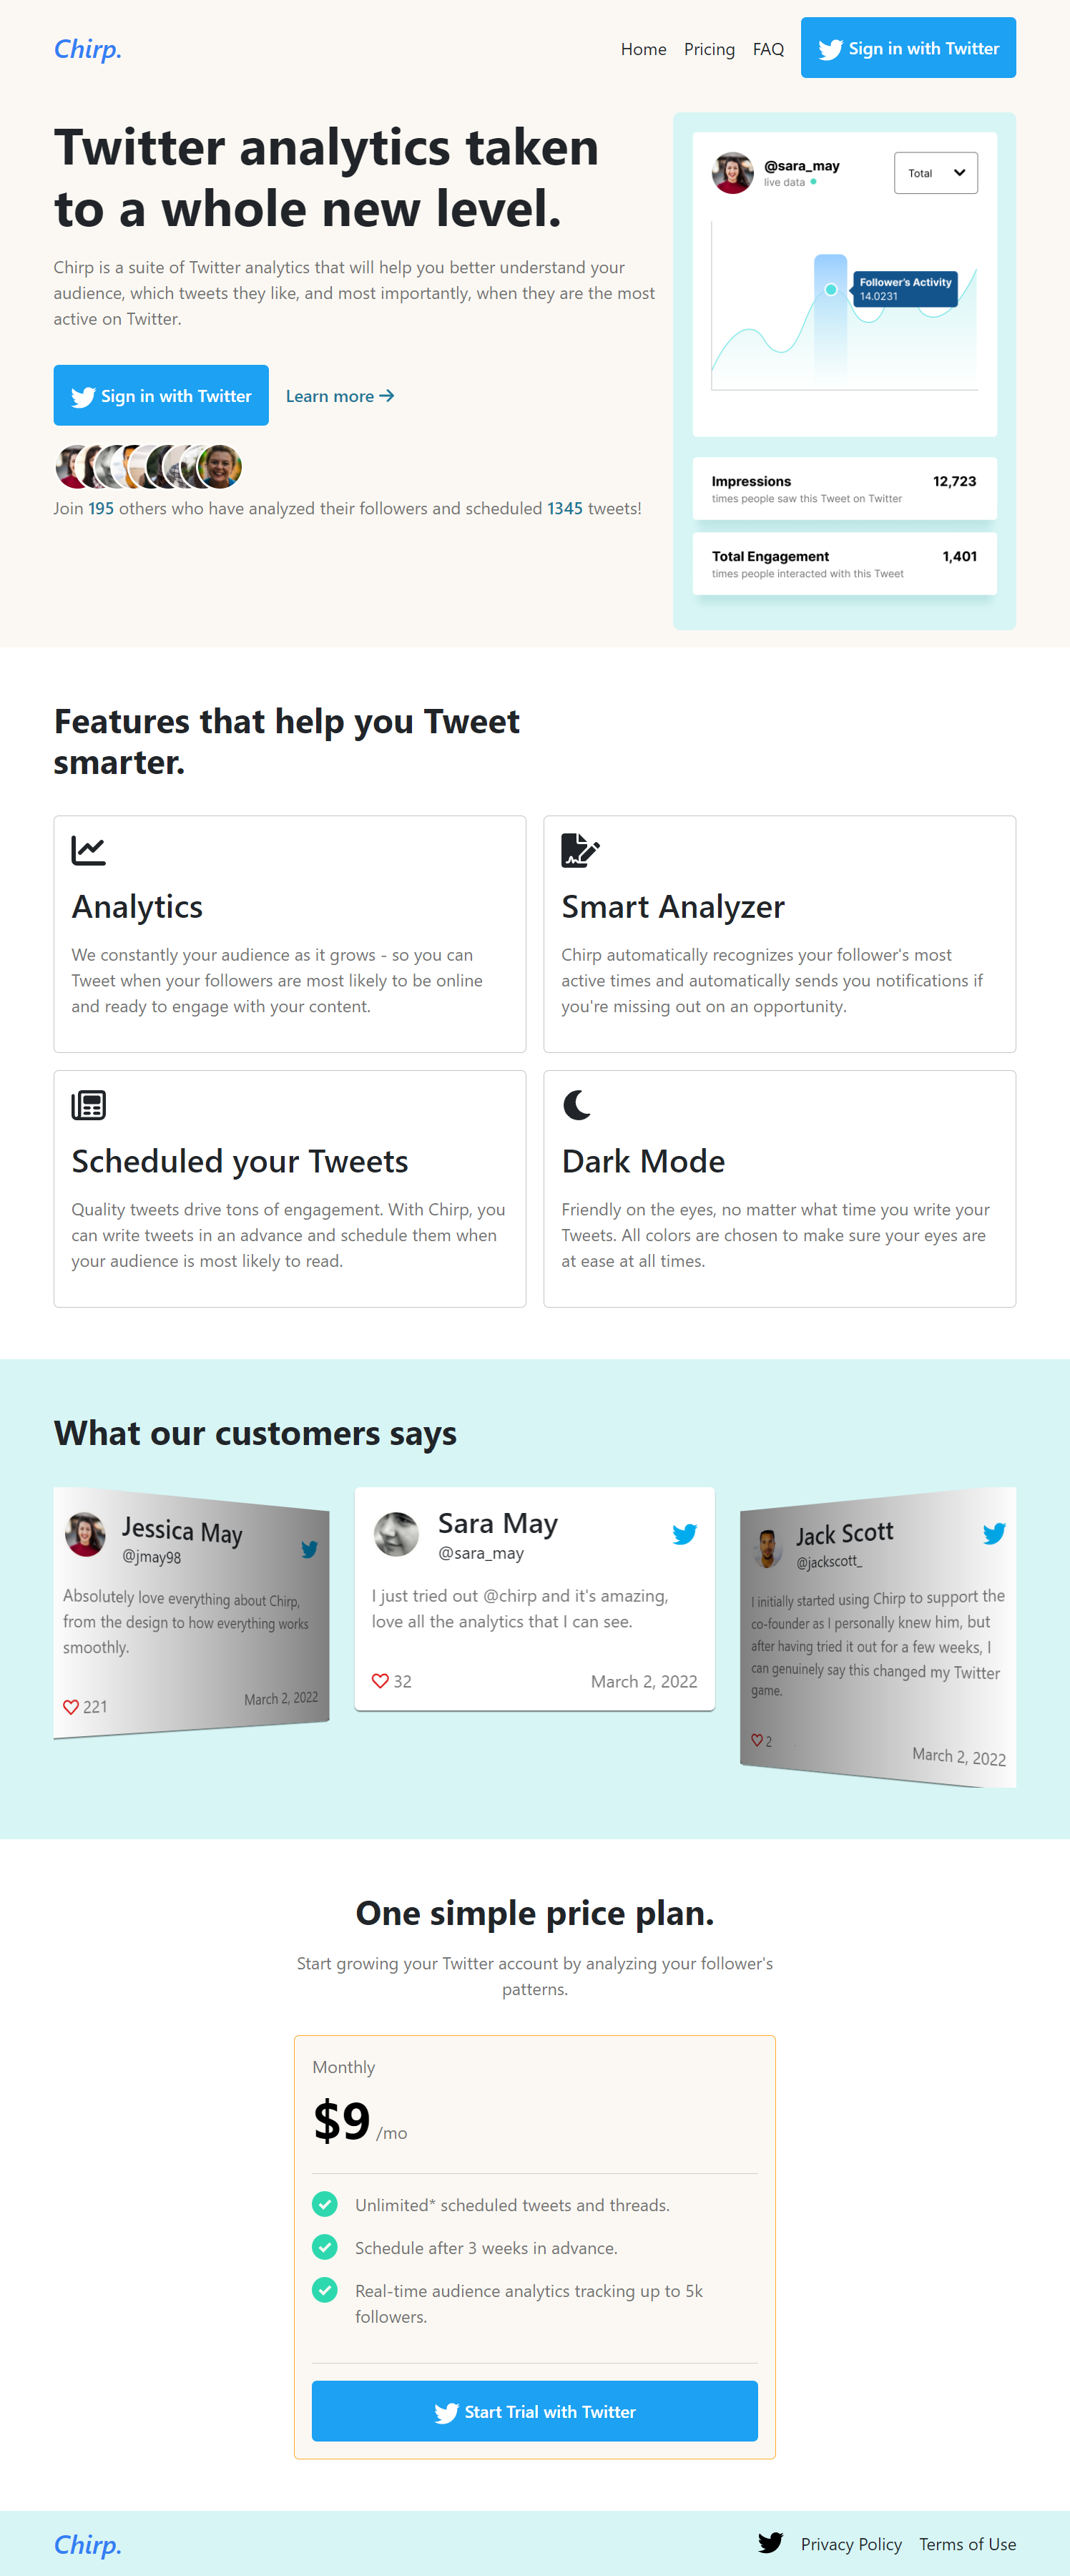 Chirp.
Home Pricing FAQ Sign in with Twitter
Twitter analytics taken
to a whole new level.
Chirp is a suite of Twitter analytics that will help you better understand your
audience, which tweets they like, and most importantly, when they are the most
active on Twitter.
Sign in with Twitter Learn more
Join 195 others who have analyzed their followers and scheduled 1345 tweets!
@sara_may
live data
Total
Follower's Activity
14.0231
Impressions 12,723
times people saw this Tweet on Twitter
Total Engagement 1,401
times people interacted with this Tweet
Features that help you Tweet
smarter.
Analytics
We constantly your audience as it grows - so you can
Tweet when your followers are most likely to be online
and ready to engage with your content.
Smart Analyzer
Chirp automatically recognizes your follower's most
active times and automatically sends you notifications if
you're missing out on an opportunity.
Scheduled your Tweets
Quality tweets drive tons of engagement. With Chirp, you
can write tweets in an advance and schedule them when
your audience is most likely to read.
Dark Mode
Friendly on the eyes, no matter what time you write your
Tweets. All colors are chosen to make sure your eyes are
at ease at all times.
What our customers says
Jessica May
@jmay98
Absolutely love everything about Chirp,
from the design to how everything works
smoothly.
221 March 2, 2022
Sara May
@sara_may
I just tried out @chirp and it's amazing,
love all the analytics that I can see.
32 March 2, 2022
Jack Scott
@jackscott_
I initially started using Chirp to support the
co-founder as I personally knew him, but
after having tried it out for a few weeks, I
can genuinely say this changed my Twitter
game.
2 March 2, 2022
One simple price plan.
Start growing your Twitter account by analyzing your follower's
patterns.
Monthly
$9 /mo
Unlimited* scheduled tweets and threads.
Schedule after 3 weeks in advance.
Real-time audience analytics tracking up to 5k
followers.
Start Trial with Twitter
Chirp.
Privacy Policy Terms of Use